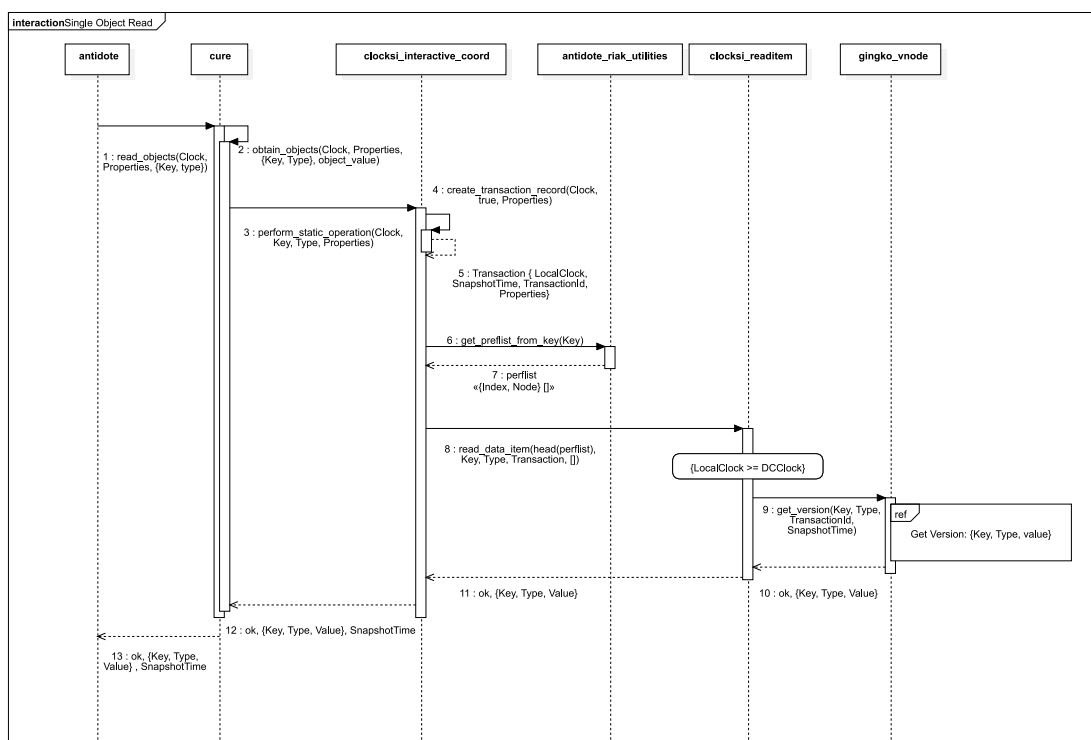 interactionSingle Object Read
antidote
cure
clocksi_interactive_coord
antidote_riak_utilities
clocksi_readitem
gingko_vnode
1 : read_objects(Clock,
Properties, {Key, type})
2 : obtain_objects(Clock, Properties,
{Key, Type}, object_value)
4 : create_transaction_record(Clock,
true, Properties)
3 : perform_static_operation(Clock,
Key, Type, Properties)
5 : Transaction { LocalClock,
SnapshotTime, TransactionId,
Properties}
6 : get_preflist_from_key(Key)
7 : perflist
«{Index, Node} []»
8 : read_data_item(head(perflist),
Key, Type, Transaction, [])
{LocalClock >= DCClock}
9 : get_version(Key, Type,
TransactionId,
SnapshotTime)
ref
Get Version: {Key, Type, value}
10 : ok, {Key, Type, Value}
11 : ok, {Key, Type, Value}
12 : ok, {Key, Type, Value}, SnapshotTime
13 : ok, {Key, Type,
Value} , SnapshotTime